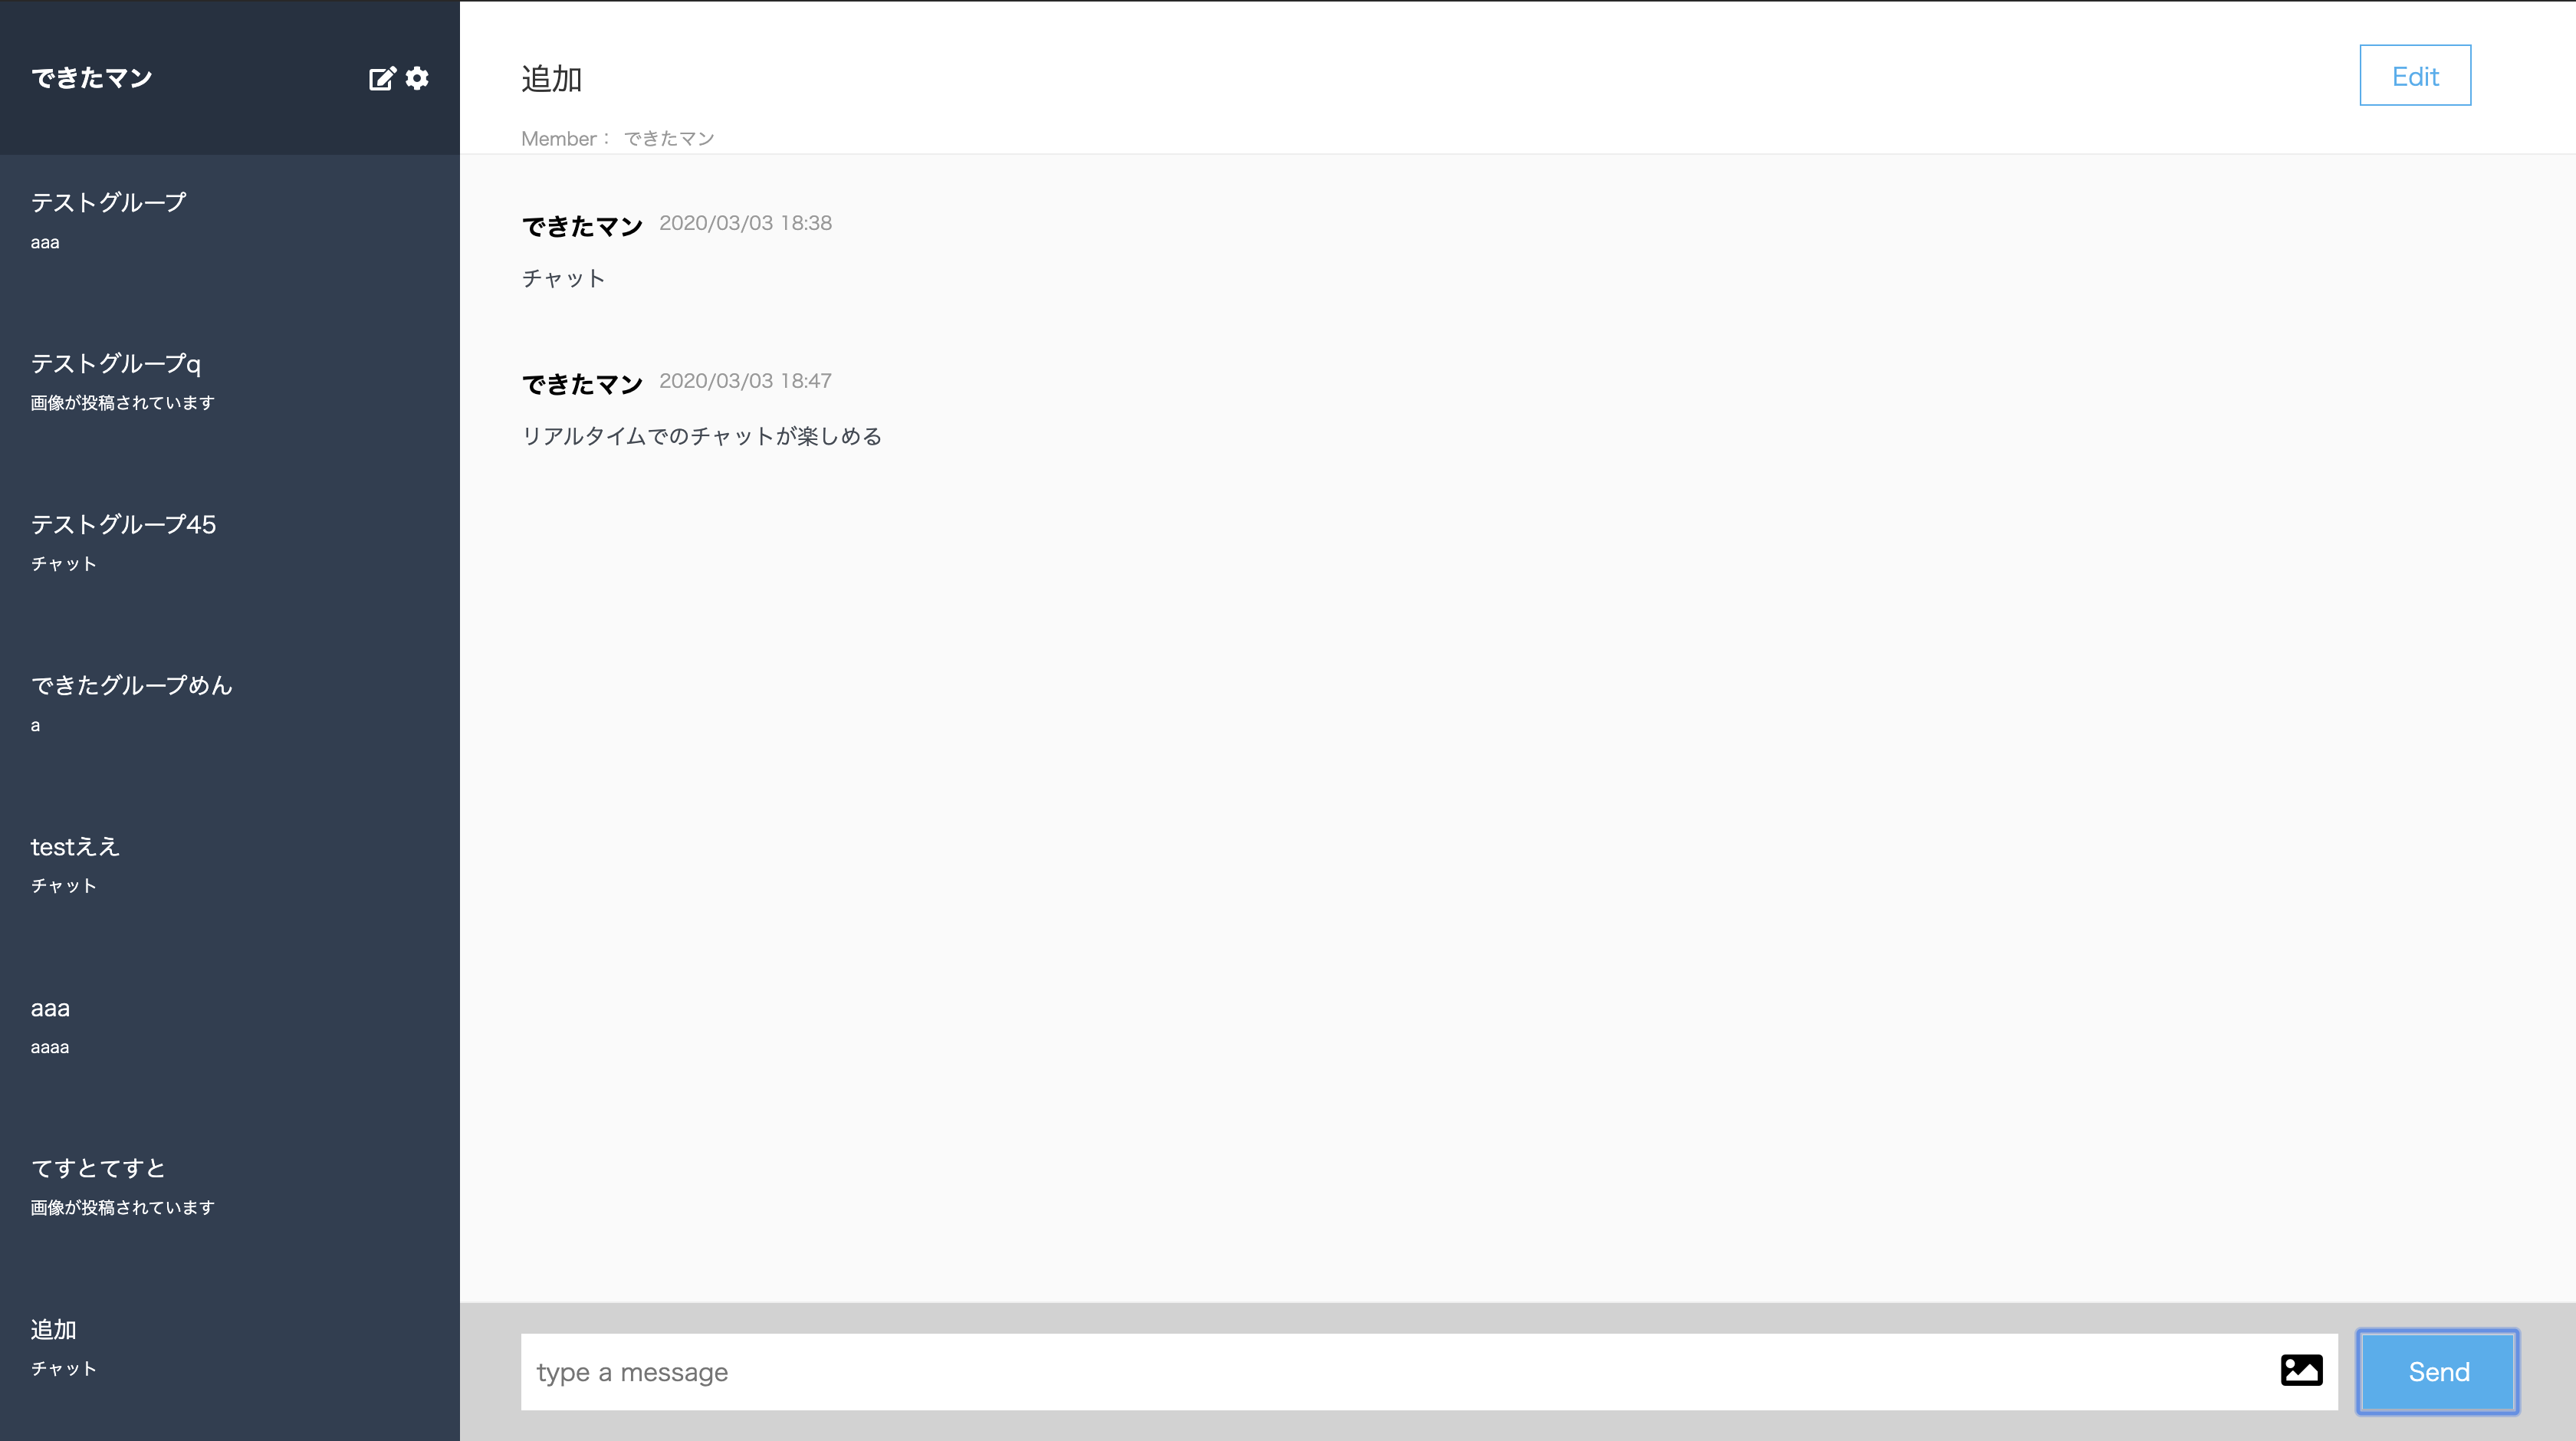 できたマン
テストグループ
aaa
テストグループq
画像が投稿されています
テストグループ45
チャット
できたグループめん
a
testええ
チャット
aaa
aaaa
てすとてすと
画像が投稿されています
追加
チャット
追加
Edit
Member： できたマン
できたマン 2020/03/03 18:38
チャット
できたマン 2020/03/03 18:47
リアルタイムでのチャットが楽しめる
type a message
Send